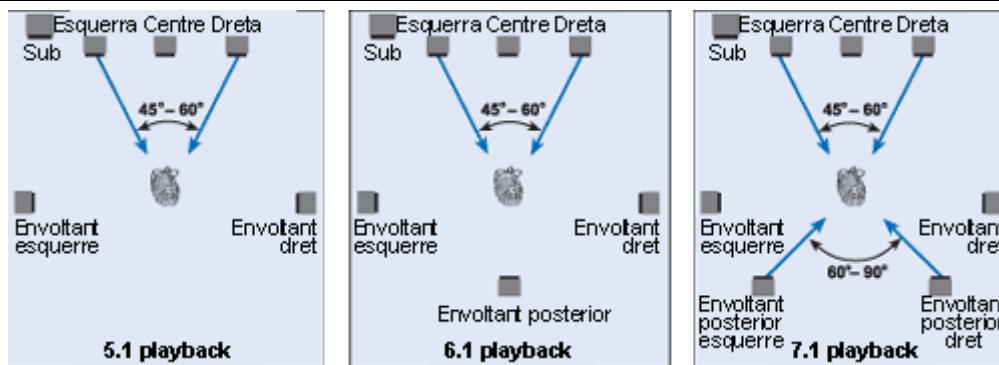 Esquerra Centre Dreta
Sub
45°– 60°
Envoltant
esquerre
Envoltant
dret
5.1 playback
Esquerra Centre Dreta
Sub
45°– 60°
Envoltant
esquerre
Envoltant
dret
Envoltant posterior
6.1 playback
Esquerra Centre Dreta
Sub
45°– 60°
Envoltant
esquerre
Envoltant
dret
60°– 90°
Envoltant
posterior
esquerre
Envoltant
posterior
dret
7.1 playback